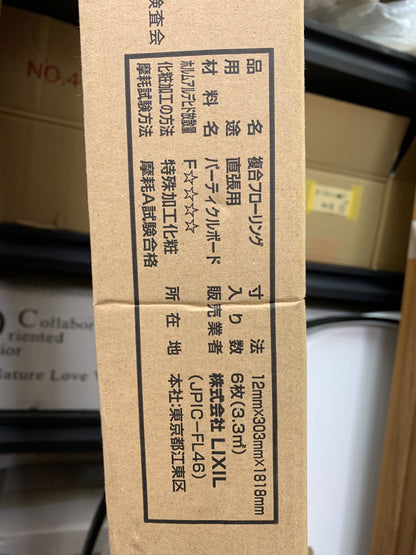 検査会
品名 複合フローリング
用途 直張用
材料名 パーティクルボード
ホルムアルデヒド放散量 F☆☆☆☆
化粧加工の方法 特殊加工化粧
摩耗試験方法 摩耗A試験合格
寸法 12mm×303mm×1818mm
入り数 6枚(3.3㎡)
販売業者 株式会社 LIXIL
(JPIC-FL46)
所在地 本社:東京都江東区
NO.4
Collabor
riented
ior
ature Love